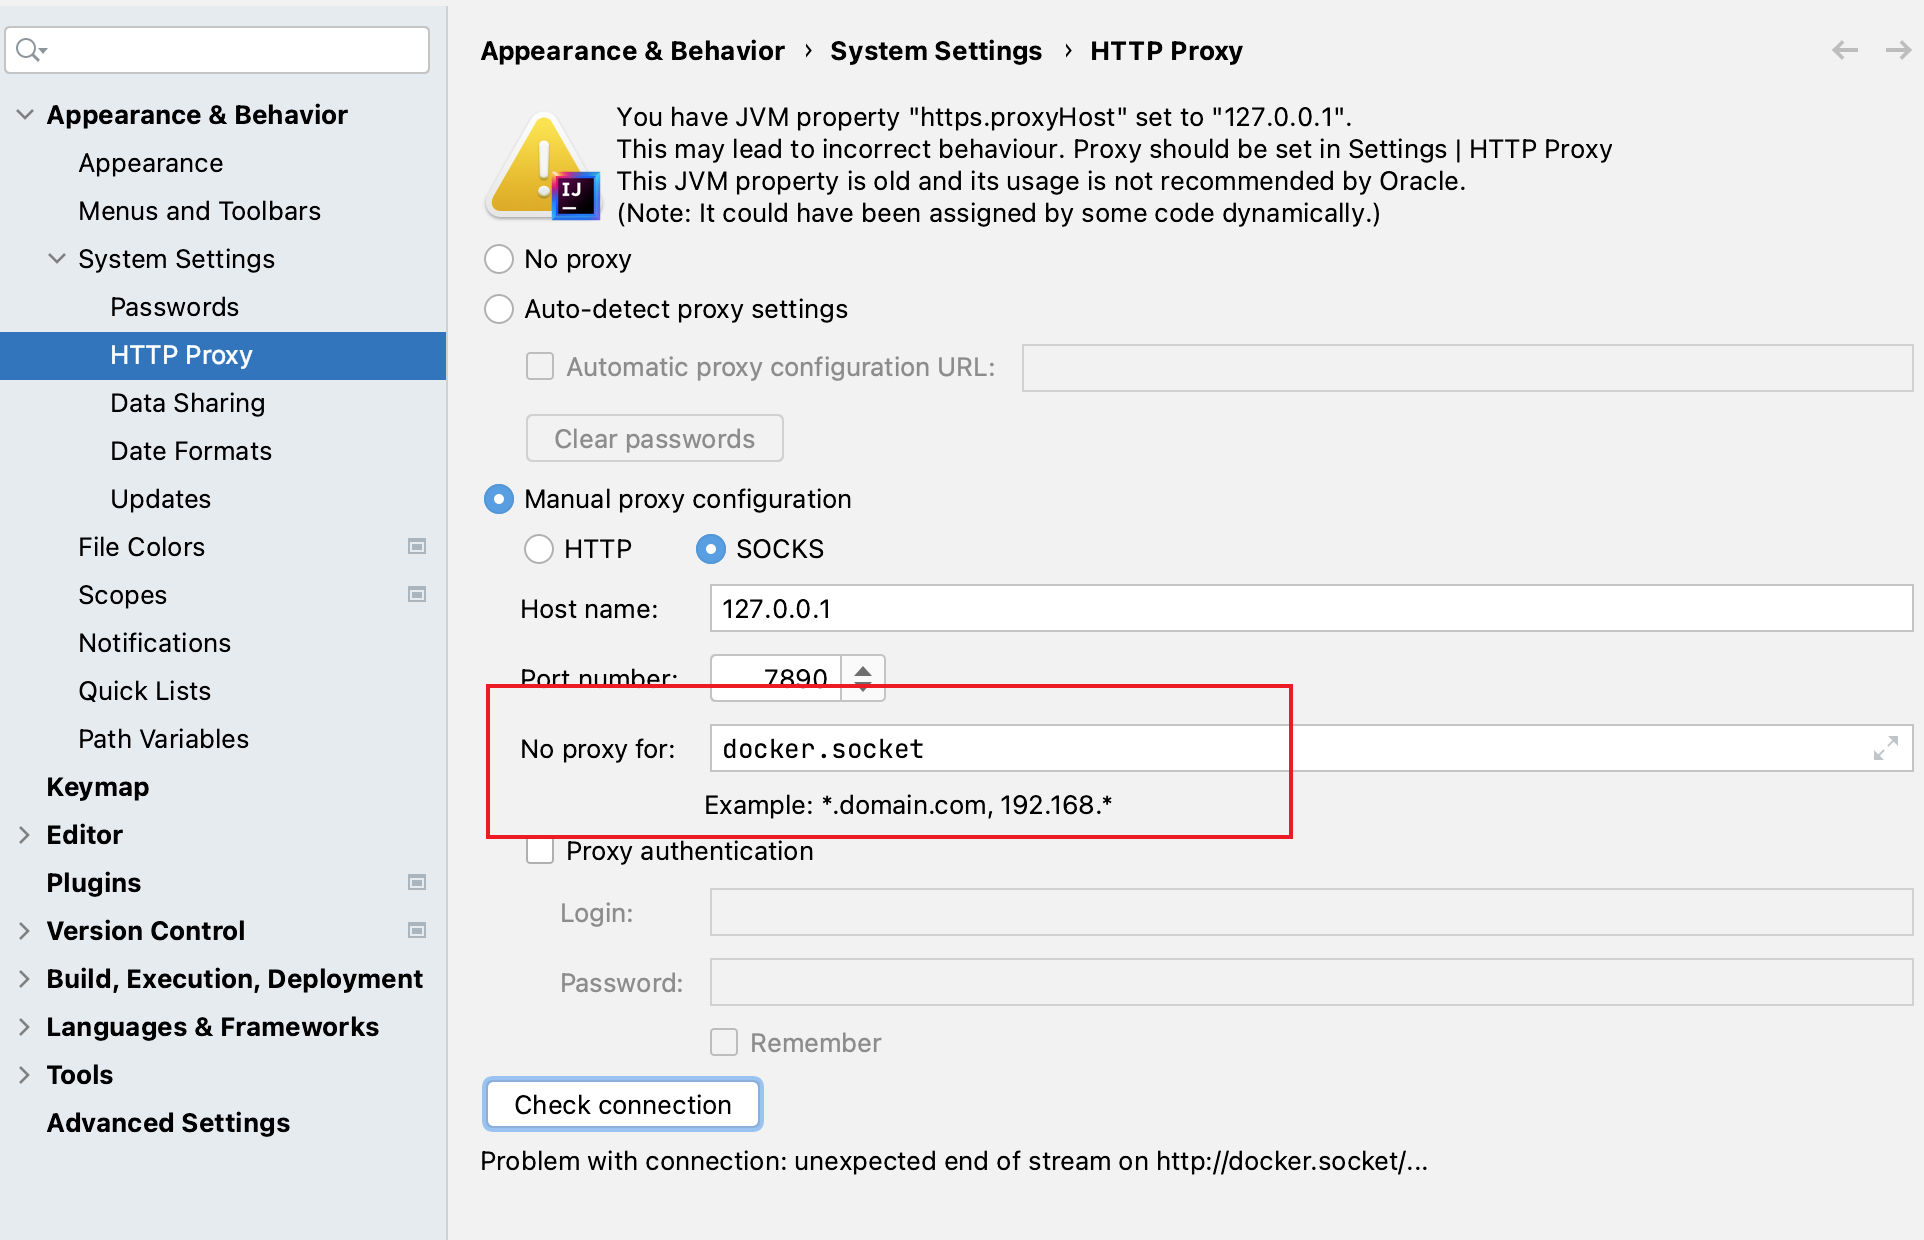 Appearance & Behavior
Appearance
Menus and Toolbars
System Settings
Passwords
HTTP Proxy
Data Sharing
Date Formats
Updates
File Colors
Scopes
Notifications
Quick Lists
Path Variables
Keymap
Editor
Plugins
Version Control
Build, Execution, Deployment
Languages & Frameworks
Tools
Advanced Settings
Appearance & Behavior › System Settings › HTTP Proxy
You have JVM property "https.proxyHost" set to "127.0.0.1".
This may lead to incorrect behaviour. Proxy should be set in Settings | HTTP Proxy
This JVM property is old and its usage is not recommended by Oracle.
(Note: It could have been assigned by some code dynamically.)
IJ
No proxy
Auto-detect proxy settings
Automatic proxy configuration URL:
Clear passwords
Manual proxy configuration
HTTP SOCKS
Host name: 127.0.0.1
Port number: 7890
No proxy for: docker.socket
Example: *.domain.com, 192.168.*
Proxy authentication
Login:
Password:
Remember
Check connection
Problem with connection: unexpected end of stream on http://docker.socket/...